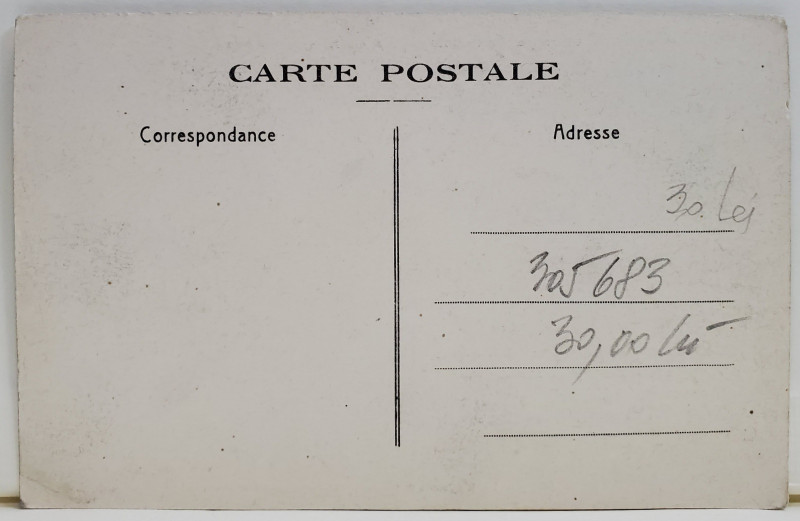 CARTE POSTALE
Correspondance
Adresse
30. Lei
305683
30,00 Lei